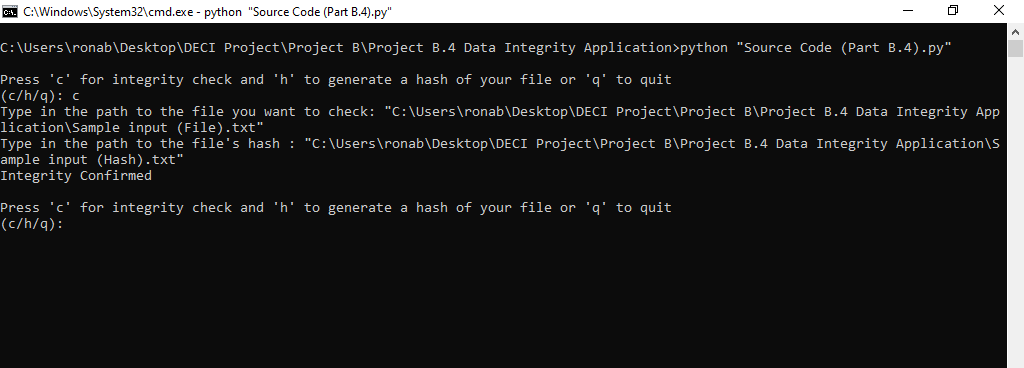 C:\Windows\System32\cmd.exe - python  "Source Code (Part B.4).py"
C:\Users\ronab\Desktop\DECI Project\Project B\Project B.4 Data Integrity Application>python "Source Code (Part B.4).py"
Press 'c' for integrity check and 'h' to generate a hash of your file or 'q' to quit
(c/h/q): c
Type in the path to the file you want to check: "C:\Users\ronab\Desktop\DECI Project\Project B\Project B.4 Data Integrity App
lication\Sample input (File).txt"
Type in the path to the file's hash : "C:\Users\ronab\Desktop\DECI Project\Project B\Project B.4 Data Integrity Application\S
ample input (Hash).txt"
Integrity Confirmed
Press 'c' for integrity check and 'h' to generate a hash of your file or 'q' to quit
(c/h/q):